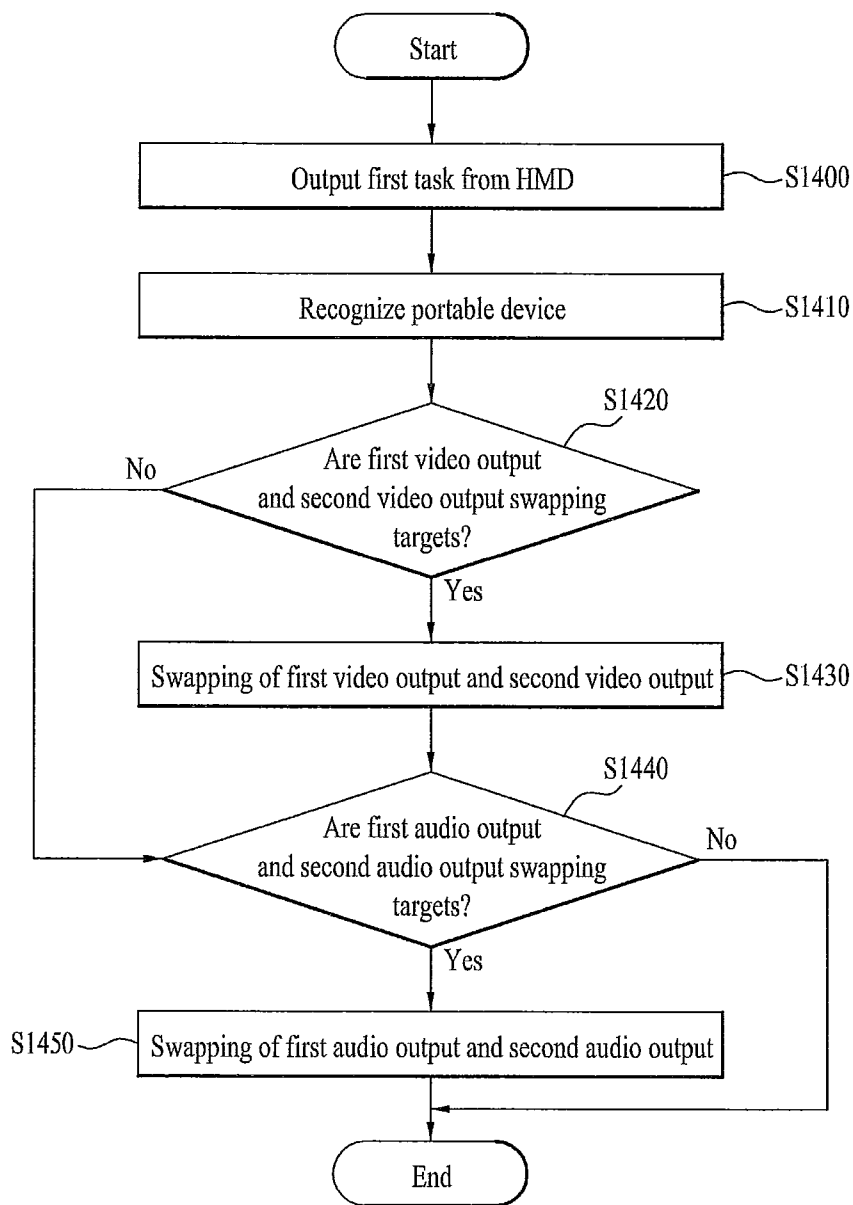 Start
Output first task from HMD
S1400
Recognize portable device
S1410
S1420
Are first video output
and second video output swapping
targets?
No
Yes
Swapping of first video output and second video output
S1430
S1440
Are first audio output
and second audio output swapping
targets?
No
Yes
S1450
Swapping of first audio output and second audio output
End